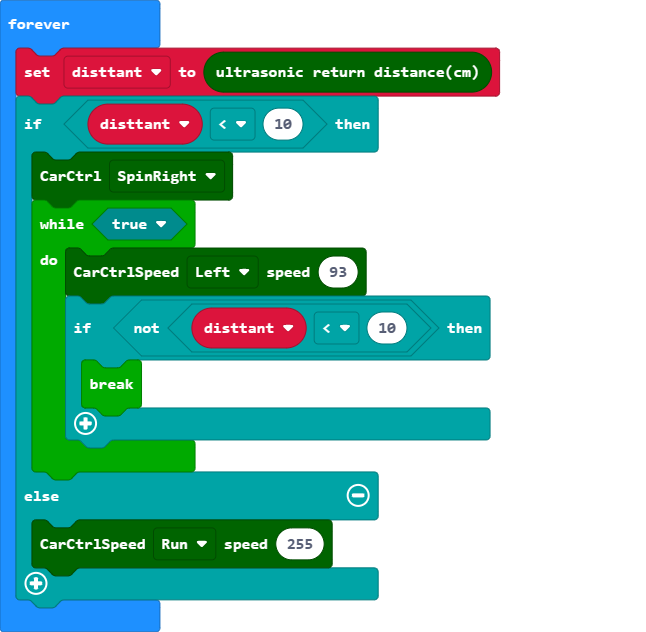 forever
set disttant to ultrasonic return distance(cm)
if disttant < 10 then
CarCtrl SpinRight
while true
do
CarCtrlSpeed Left speed 93
if not disttant < 10 then
break
else
CarCtrlSpeed Run speed 255